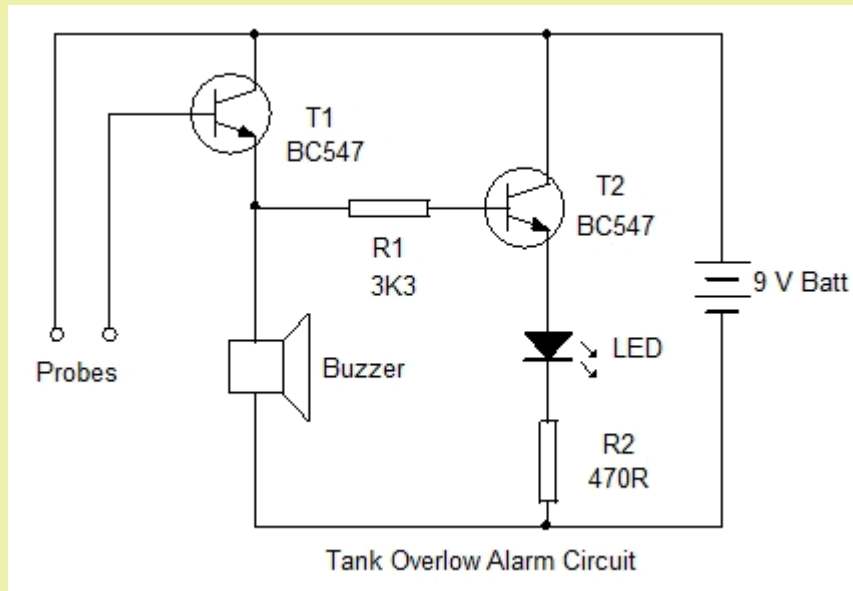 T1
BC547
T2
BC547
R1
3K3
9 V Batt
Probes
Buzzer
LED
R2
470R
Tank Overlow Alarm Circuit